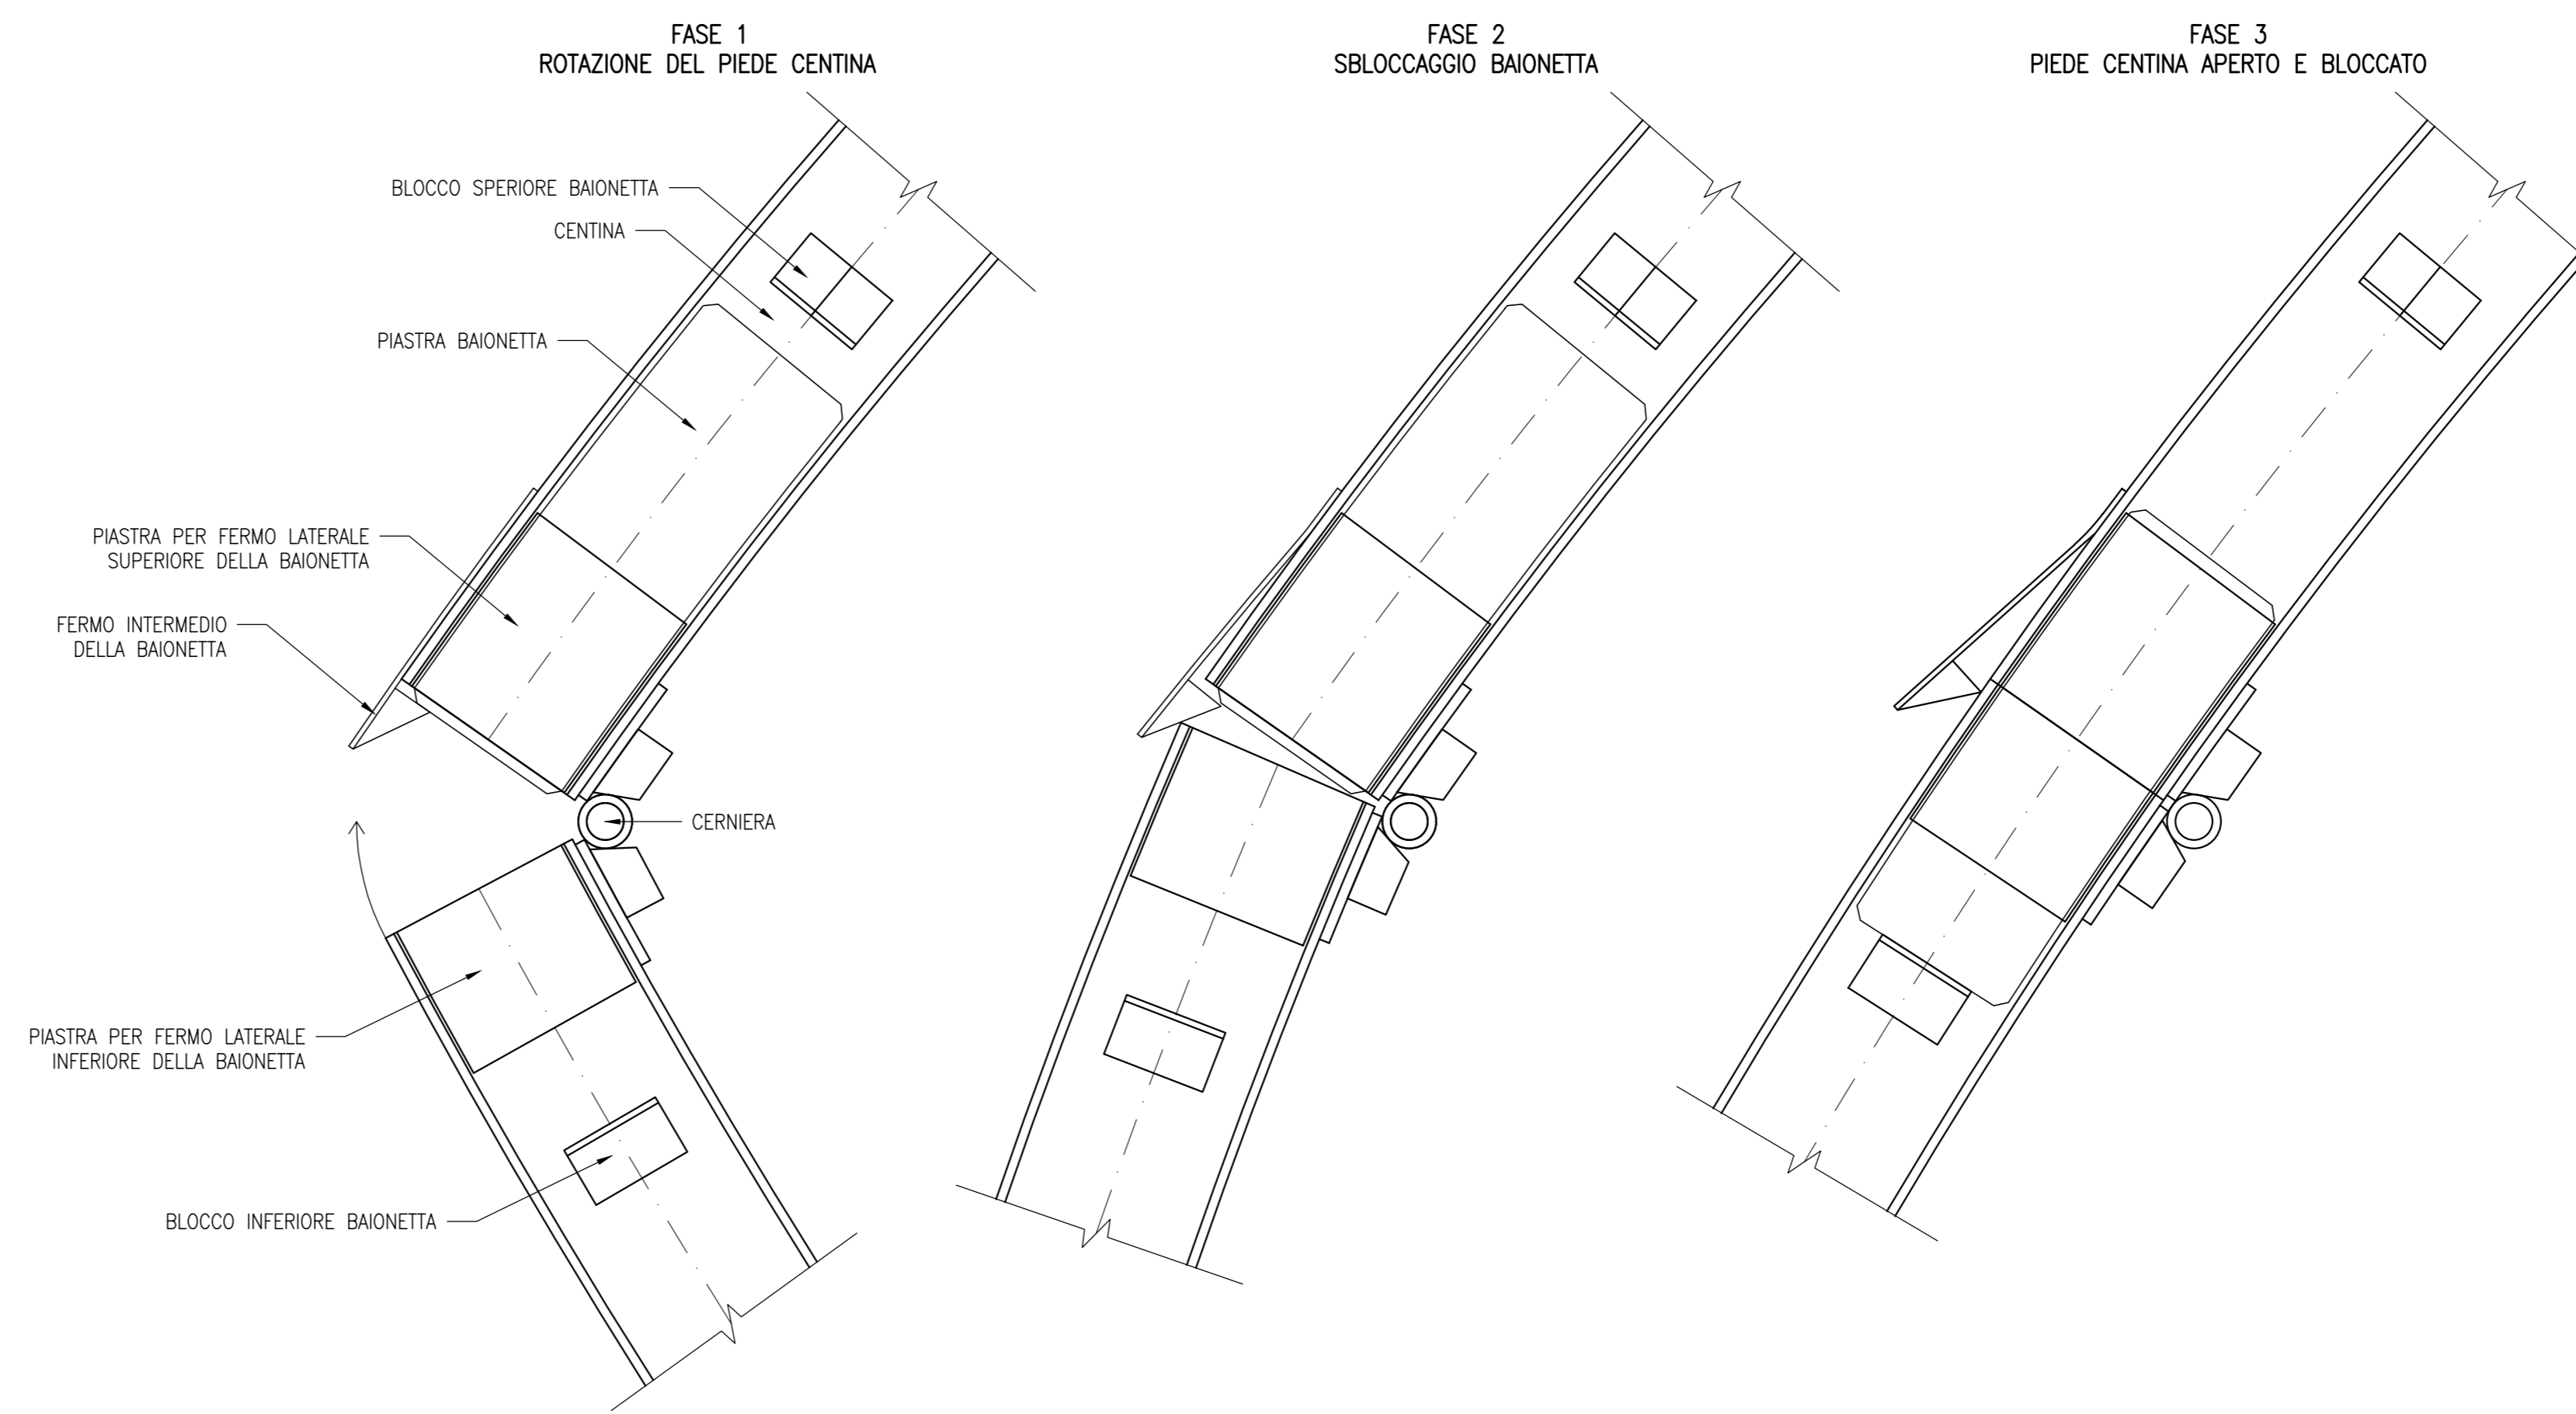 FASE 1
ROTAZIONE DEL PIEDE CENTINA
BLOCCO SPERIORE BAIONETTA
CENTINA
PIASTRA BAIONETTA
PIASTRA PER FERMO LATERALE
SUPERIORE DELLA BAIONETTA
FERMO INTERMEDIO
DELLA BAIONETTA
CERNIERA
PIASTRA PER FERMO LATERALE
INFERIORE DELLA BAIONETTA
BLOCCO INFERIORE BAIONETTA
FASE 2
SBLOCCAGGIO BAIONETTA
FASE 3
PIEDE CENTINA APERTO E BLOCCATO